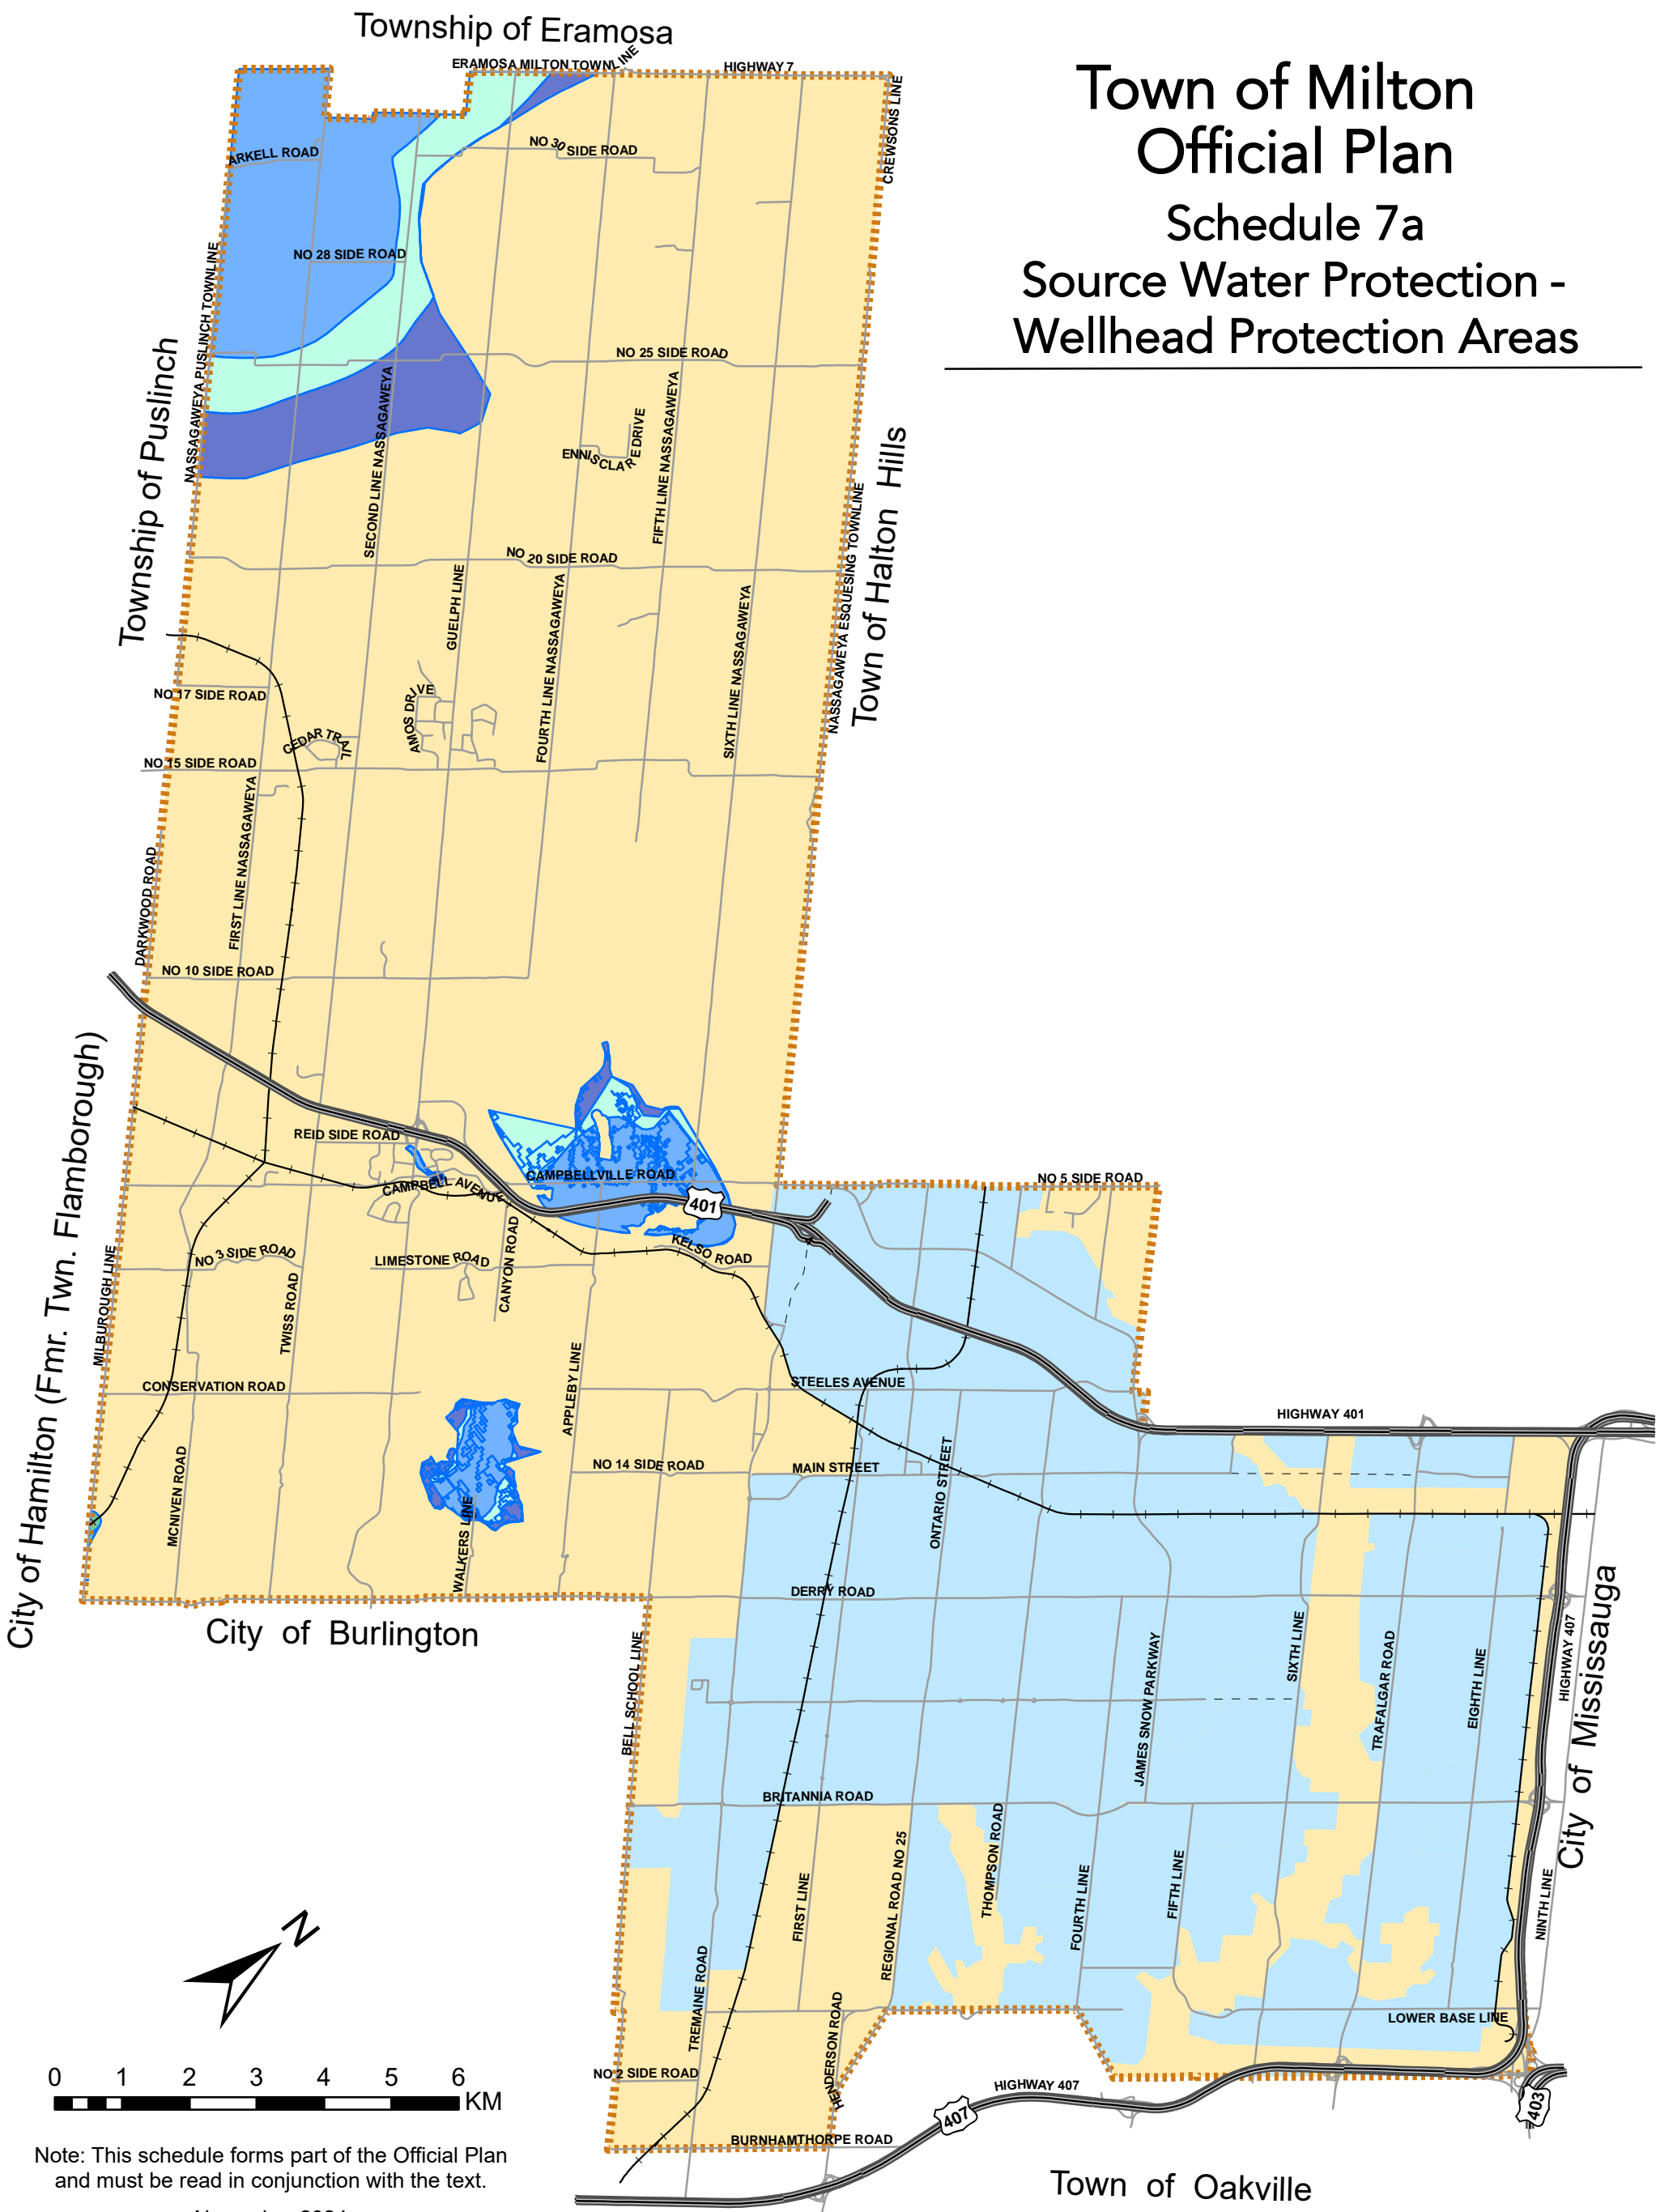 Township of Eramosa
Town of Milton
Official Plan
Schedule 7a
Source Water Protection -
Wellhead Protection Areas
ERAMOSA MILTON TOWNLINE
HIGHWAY 7
CREWSONS LINE
NO 30 SIDE ROAD
ARKELL ROAD
NO 28 SIDE ROAD
NASSAGAWEYA PUSLINCH TOWNLINE
Township of Puslinch
NO 25 SIDE ROAD
SECOND LINE NASSAGAWEYA
FIFTH LINE NASSAGAWEYA
ENNISCLARE DRIVE
Town of Halton Hills
NASSAGAWEYA ESQUESING TOWNLINE
NO 20 SIDE ROAD
GUELPH LINE
FOURTH LINE NASSAGAWEYA
SIXTH LINE NASSAGAWEYA
NO 17 SIDE ROAD
AMOS DRIVE
CEDAR TRAIL
NO 15 SIDE ROAD
FIRST LINE NASSAGAWEYA
DARKWOOD ROAD
NO 10 SIDE ROAD
City of Hamilton (Fmr. Twn. Flamborough)
REID SIDE ROAD
CAMPBELLVILLE ROAD
CAMPBELL AVENUE
401
NO 5 SIDE ROAD
KELSO ROAD
NO 3 SIDE ROAD
LIMESTONE ROAD
CANYON ROAD
MILBURGH LINE
TWISS ROAD
APPLEBY LINE
CONSERVATION ROAD
STEELES AVENUE
HIGHWAY 401
NO 14 SIDE ROAD
MAIN STREET
ONTARIO STREET
MCNIVEN ROAD
WALKERS LINE
DERRY ROAD
City of Burlington
BELL SCHOOL LINE
JAMES SNOW PARKWAY
SIXTH LINE
TRAFALGAR ROAD
EIGHTH LINE
HIGHWAY 407
City of Mississauga
BRITANNIA ROAD
FIRST LINE
REGIONAL ROAD NO 25
THOMPSON ROAD
FOURTH LINE
FIFTH LINE
NINTH LINE
N
TREMAINE ROAD
HENDERSON ROAD
LOWER BASE LINE
NO 2 SIDE ROAD
HIGHWAY 407
407
403
BURNHAMTHORPE ROAD
Town of Oakville
0 1 2 3 4 5 6
KM
Note: This schedule forms part of the Official Plan
and must be read in conjunction with the text.